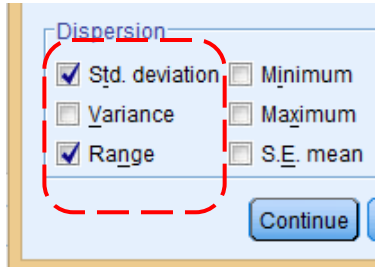 Dispersion
Std. deviation Minimum
Variance Maximum
Range S.E. mean
Continue